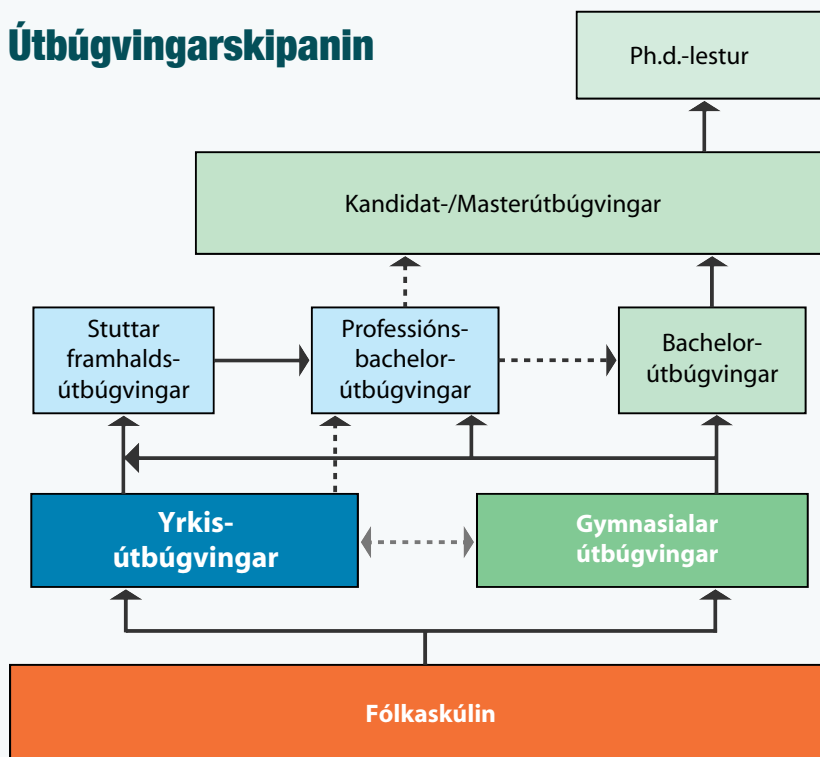 Útbúgvingarskipanin
Ph.d.-lestur
Kandidat-/Masterútbúgvingar
Stuttar
framhalds-
útbúgvingar
Professións-
bachelor-
útbúgvingar
Bachelor-
útbúgvingar
Yrkis-
útbúgvingar
Gymnasialar
útbúgvingar
Fólkaskúlin